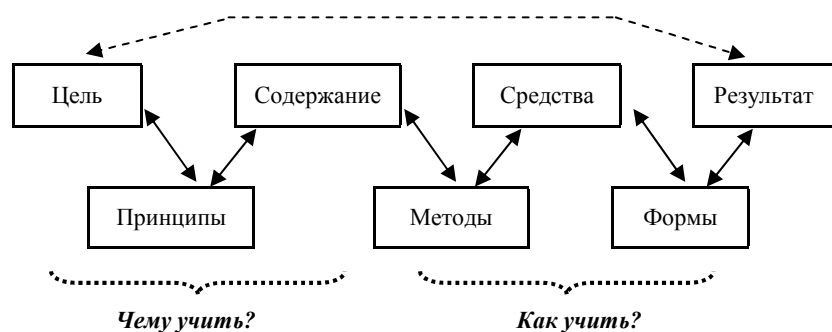 Цель
Содержание
Средства
Результат
Принципы
Методы
Формы
Чему учить?
Как учить?